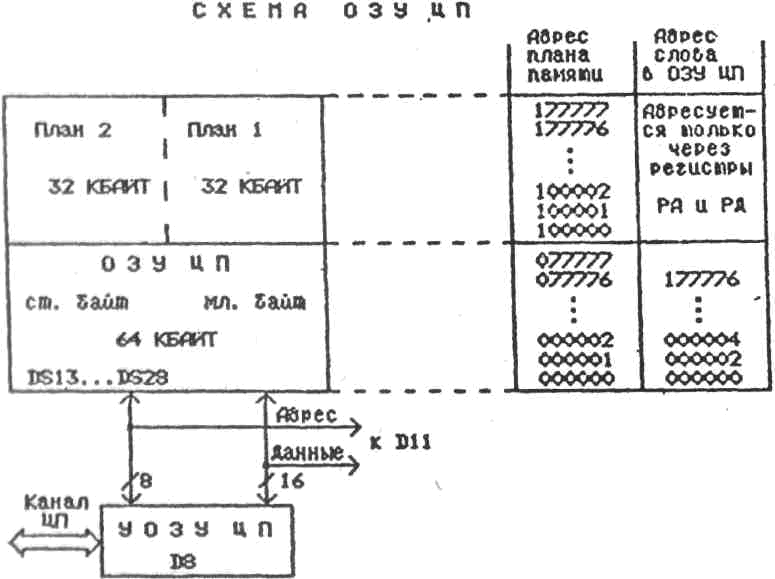 СХЕМА ОЗУ ЦП
Адрес плана памяти
Адрес слова в ОЗУ ЦП
План 2
План 1
32 КБАЙТ
32 КБАЙТ
177777
177776
100002
100001
100000
Адресует-
ся только
через
регистры
РА и РД
ОЗУ ЦП
ст. байт
мл. байт
64 КБАЙТ
DS13...DS28
077777
077776
000002
000001
000000
177776
000004
000002
000000
Адрес
Данные
к D11
8
16
Канал
ЦП
УОЗУ ЦП
D8